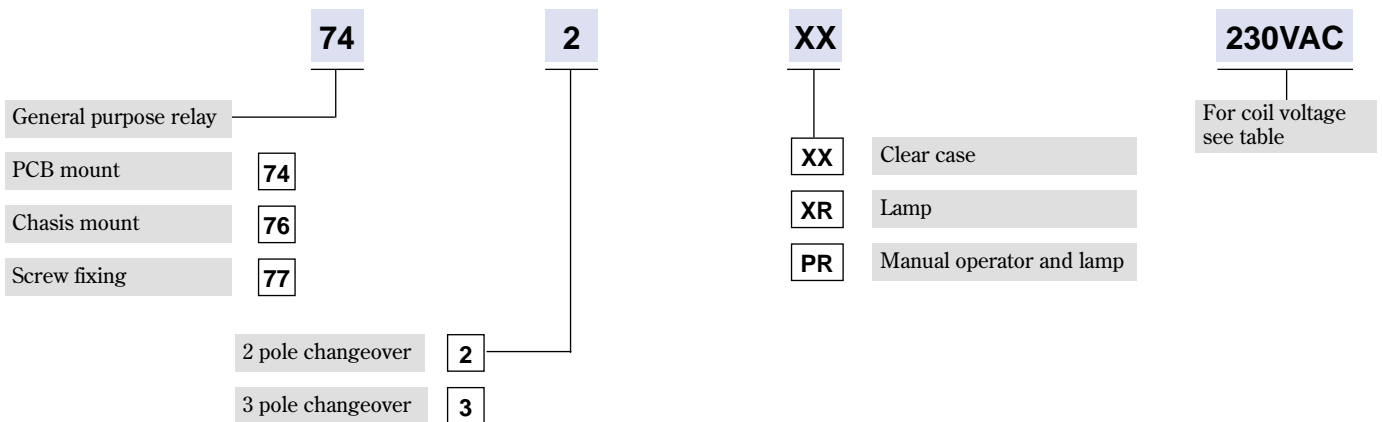 74 2 XX 230VAC
General purpose relay
For coil voltage
see table
PCB mount 74
XX Clear case
Chasis mount 76
XR Lamp
Screw fixing 77
PR Manual operator and lamp
2 pole changeover 2
3 pole changeover 3